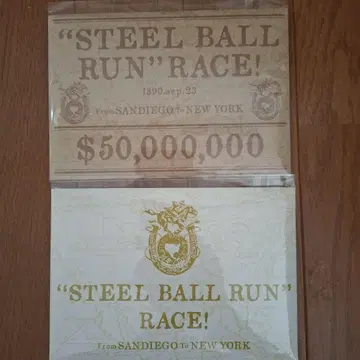 "STEEL BALL
RUN" RACE!
1890.sep.25
From SANDIEGO To NEW YORK
$50,000,000
"STEEL BALL RUN"
RACE!
From SANDIEGO To NEW YORK